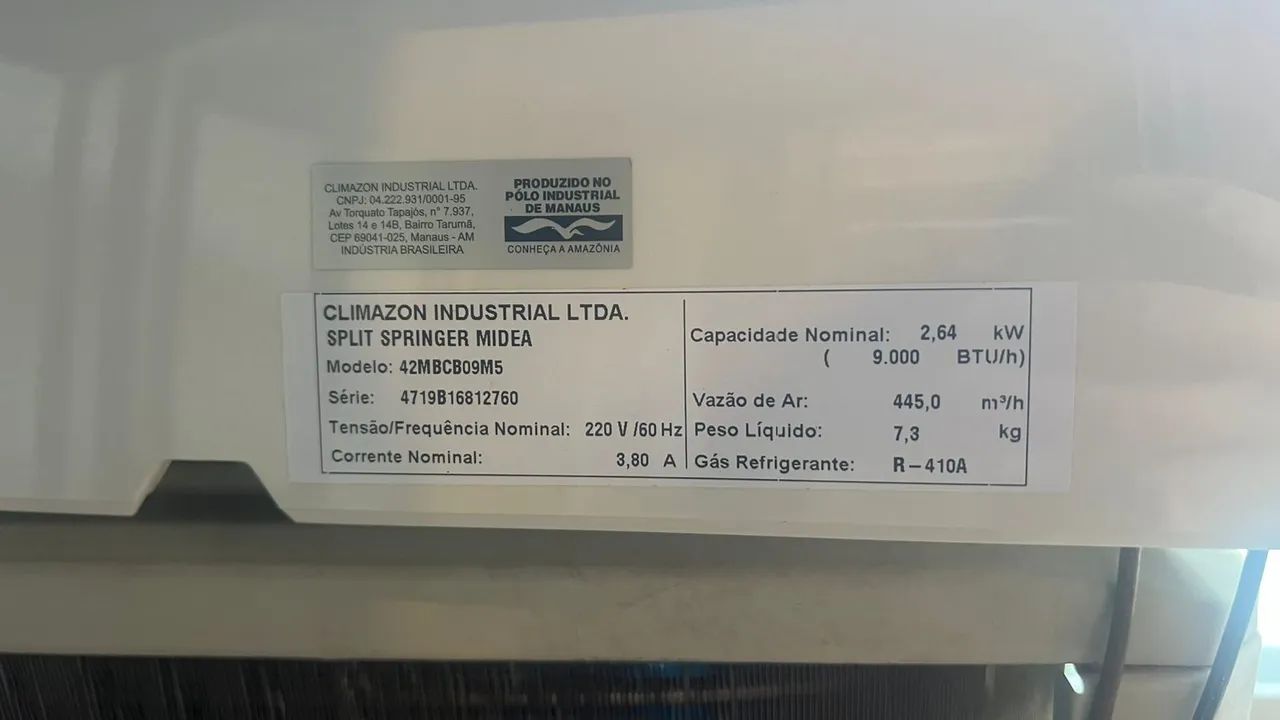 CLIMAZON INDUSTRIAL LTDA.
CNPJ: 04.222.931/0001-95
Av Torquato Tapajós, n° 7.937,
Lotes 14 e 14B, Bairro Tarumã,
CEP 69041-025, Manaus - AM
INDÚSTRIA BRASILEIRA
PRODUZIDO NO
PÓLO INDUSTRIAL
DE MANAUS
CONHEÇA A AMAZÔNIA
CLIMAZON INDUSTRIAL LTDA.
SPLIT SPRINGER MIDEA
Modelo: 42MBCB09M5
Série: 4719B16812760
Tensão/Frequência Nominal: 220 V /60 Hz
Corrente Nominal: 3,80 A
Capacidade Nominal: 2,64 kW
( 9.000 BTU/h)
Vazão de Ar: 445,0 m³/h
Peso Líquido: 7,3 kg
Gás Refrigerante: R-410A